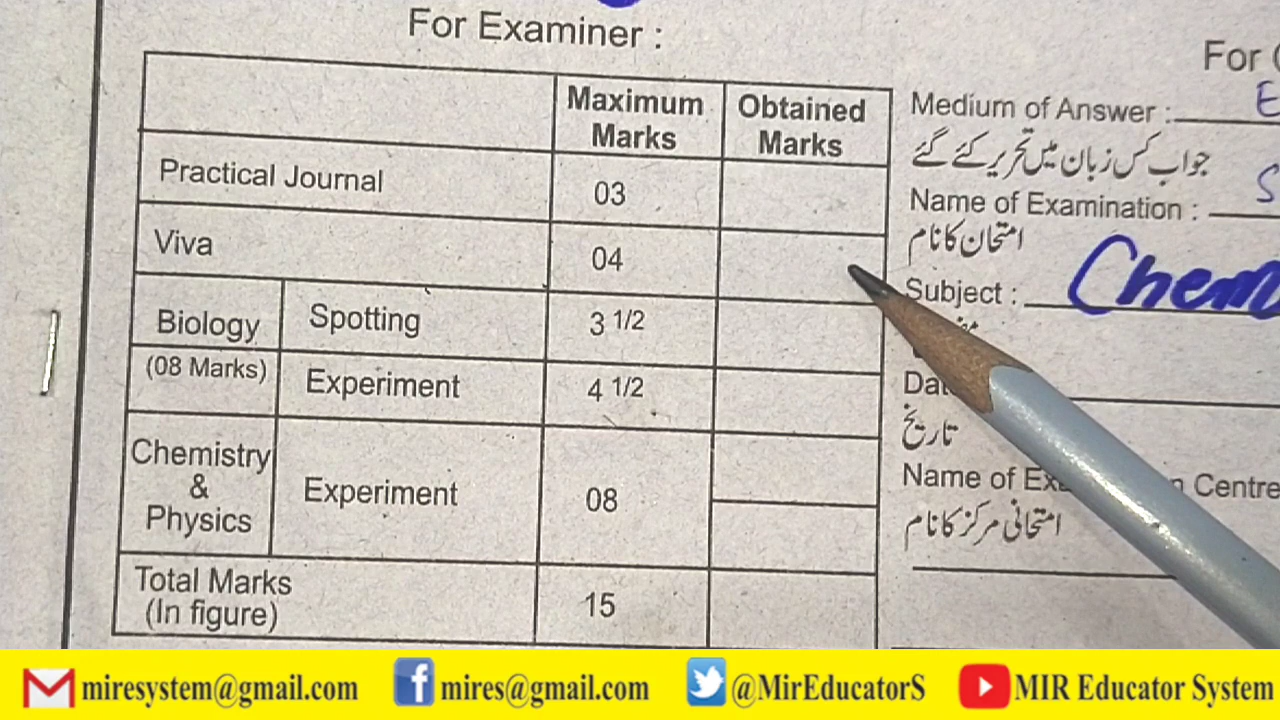 For Examiner :
Maximum Marks
Obtained Marks
Practical Journal 03
Viva 04
Biology
(08 Marks)
Spotting 3 1/2
Experiment 4 1/2
Chemistry
&
Physics
Experiment 08
Total Marks
(In figure)
15
For
Medium of Answer :
جواب کس زبان میں تحریر کئے گئے
Name of Examination :
امتحان کا نام
Subject : Chem
تاریخ
Name of Centre
امتحانی مرکز کا نام
miresystem@gmail.com
mires@gmail.com
@MirEducatorS
MIR Educator System